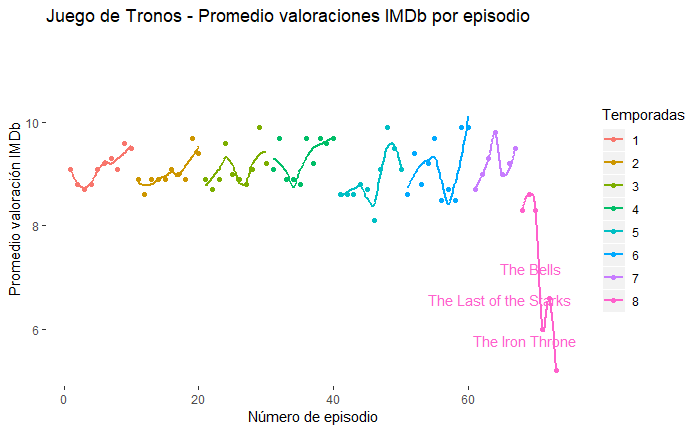 Juego de Tronos - Promedio valoraciones IMDb por episodio
Promedio valoración IMDb
10
8
6
The Bells
The Last of the Starks
The Iron Throne
0
20
40
60
Número de episodio
Temporadas
1
2
3
4
5
6
7
8